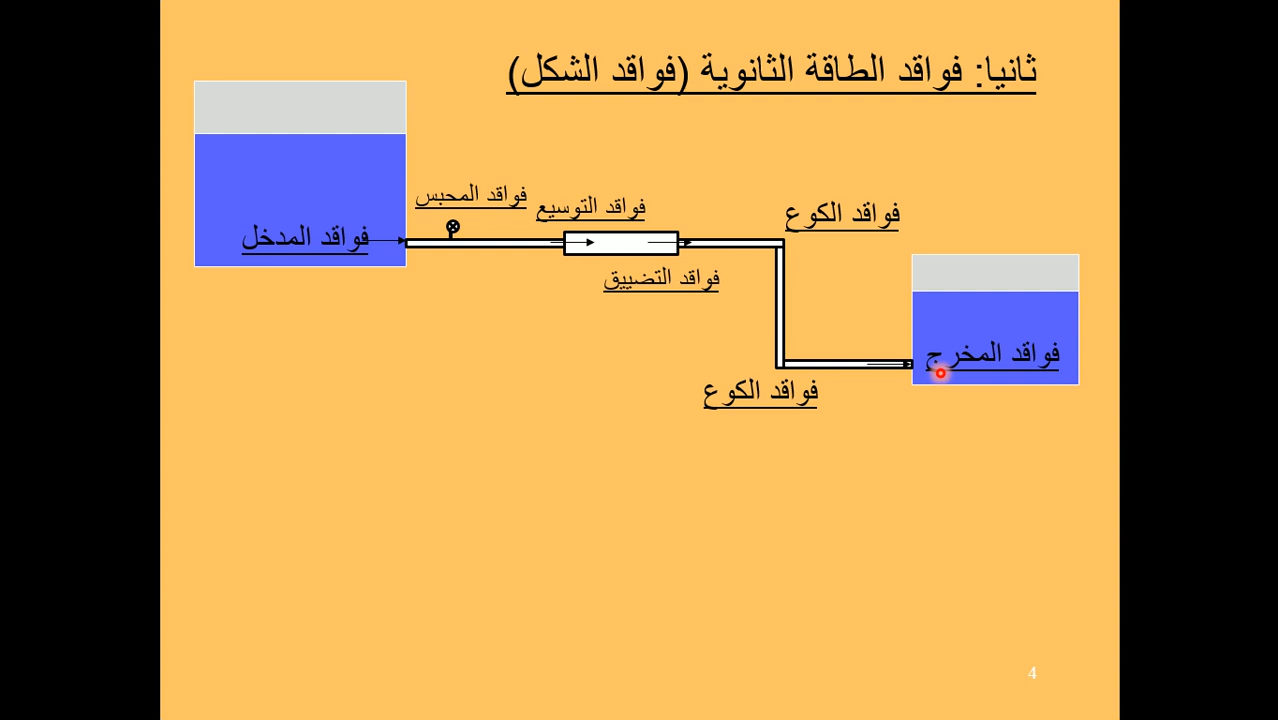 ثانيا: فواقد الطاقة الثانوية (فواقد الشكل)
فواقد المحبس
فواقد التوسيع
فواقد الكوع
فواقد المدخل
فواقد التضييق
فواقد المخرج
فواقد الكوع
4